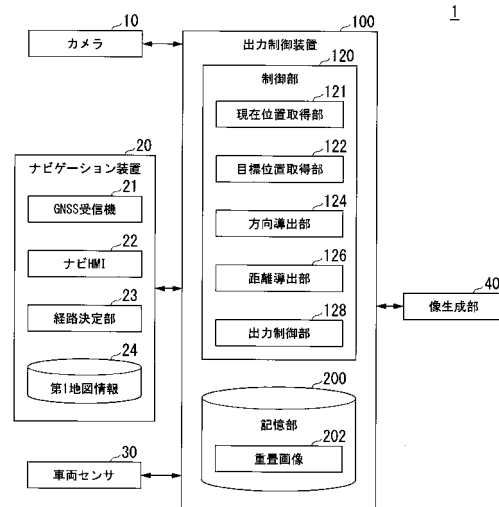 1
10
カメラ
100
出力制御装置
120
制御部
121
現在位置取得部
122
目標位置取得部
124
方向導出部
126
距離導出部
128
出力制御部
20
ナビゲーション装置
21
GNSS受信機
22
ナビHMI
23
経路決定部
24
第1地図情報
30
車両センサ
200
記憶部
202
重畳画像
40
像生成部